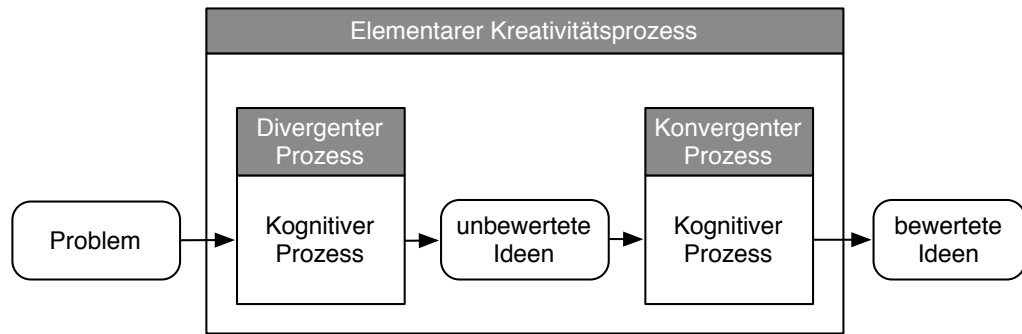 Elementarer Kreativitätsprozess
Divergenter
Prozess
Konvergenter
Prozess
Problem
Kognitiver
Prozess
unbewertete
Ideen
Kognitiver
Prozess
bewertete
Ideen